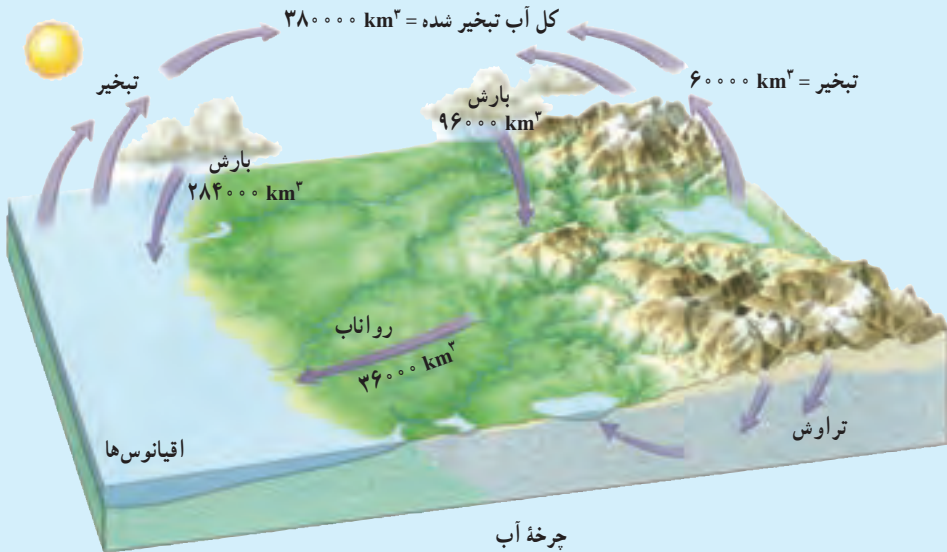 کل آب تبخیر شده = ۳۸۰۰۰۰ km³
تبخیر
تبخیر = ۶۰۰۰۰ km³
بارش
۹۶۰۰۰ km³
بارش
۲۸۴۰۰۰ km³
رواناب
۳۶۰۰۰ km³
تراوش
اقیانوس‌ها
چرخهٔ آب